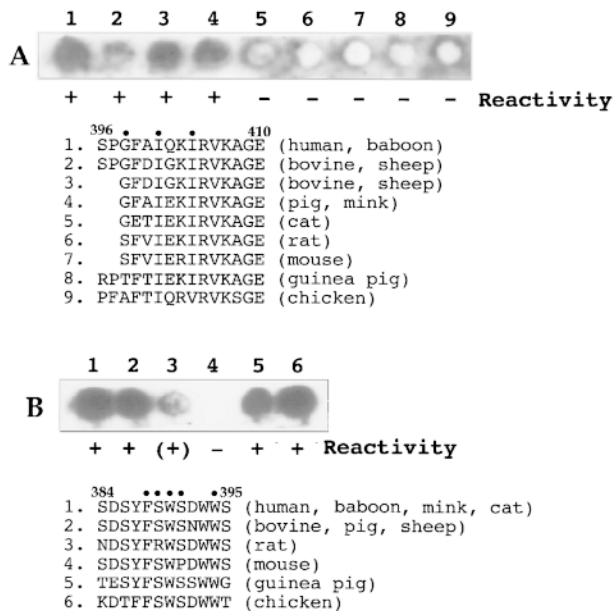 1 2 3 4 5 6 7 8 9
A
+ + + + – – – – – Reactivity
396 • • • 410
1. SPGFAIQKIRVKAGE (human, baboon)
2. SPGFDIGKIRVKAGE (bovine, sheep)
3. GFDIGKIRVKAGE (bovine, sheep)
4. GFAIEKIRVKAGE (pig, mink)
5. GETIEKIRVKAGE (cat)
6. SFVIEKIRVKAGE (rat)
7. SFVIERIRVKAGE (mouse)
8. RPTFTIEKIRVKAGE (guinea pig)
9. PFAFTIQRVRVKSGE (chicken)
1 2 3 4 5 6
B
+ + (+) – + + Reactivity
384 • • • • • 395
1. SDSYFSWSDWWS (human, baboon, mink, cat)
2. SDSYFSWSNWWS (bovine, pig, sheep)
3. NDSYFRWSDWWS (rat)
4. SDSYFSWPDWWS (mouse)
5. TESYFSWSSWWG (guinea pig)
6. KDTFFSWSDWWT (chicken)